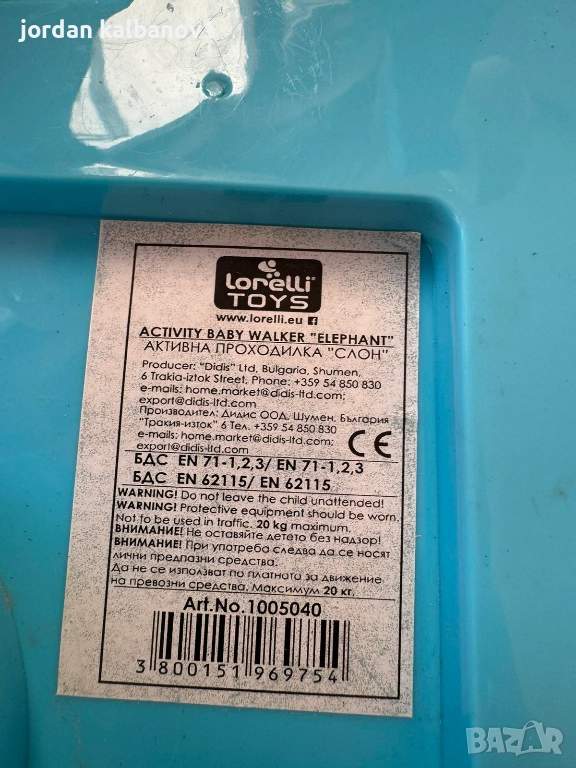 jordan kalbanov
lorelli
TOYS
www.lorelli.eu
ACTIVITY BABY WALKER "ELEPHANT"
АКТИВНА ПРОХОДИЛКА "СЛОН"
Producer: "Didis" Ltd, Bulgaria, Shumen,
6 Trakia-iztok Street, Phone: +359 54 850 830
e-mails: home.market@didis-ltd.com;
export@didis-ltd.com
Производител: Дидис ООД, Шумен, България
"Тракия-изток" 6 Тел. +359 54 850 830
e-mails: home.market@didis-ltd.com;
export@didis-ltd.com
CE
БДС EN 71-1,2,3/ EN 71-1,2,3
БДС EN 62115/ EN 62115
WARNING! Do not leave the child unattended!
WARNING! Protective equipment should be worn.
Not to be used in traffic. 20 kg maximum.
ВНИМАНИЕ! Не оставяйте детето без надзор!
ВНИМАНИЕ! При употреба следва да се носят
лични предпазни средства.
Да не се използват по платното за движение
на превозни средства. Максимум 20 кг.
Art.No.1005040
3 800151 969754
BAZAR